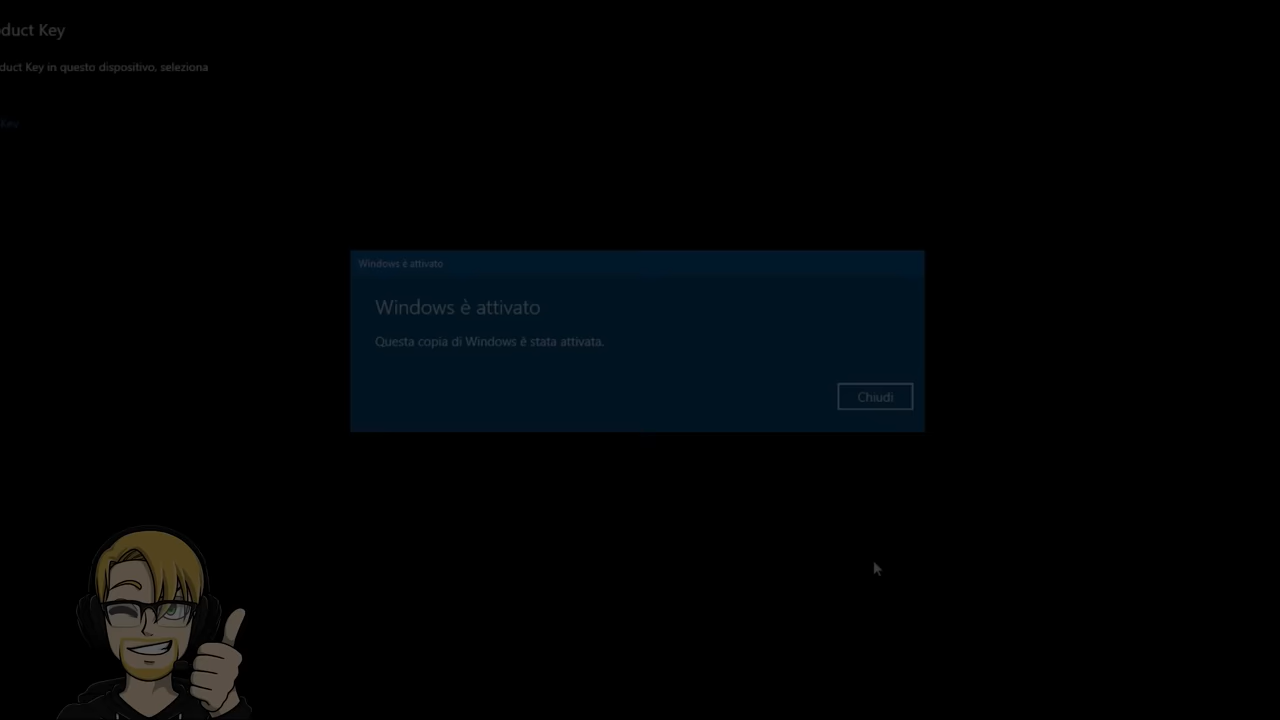 duct Key
duct Key in questo dispositivo, seleziona
Key
Windows è attivato
Windows è attivato
Questa copia di Windows è stata attivata.
Chiudi